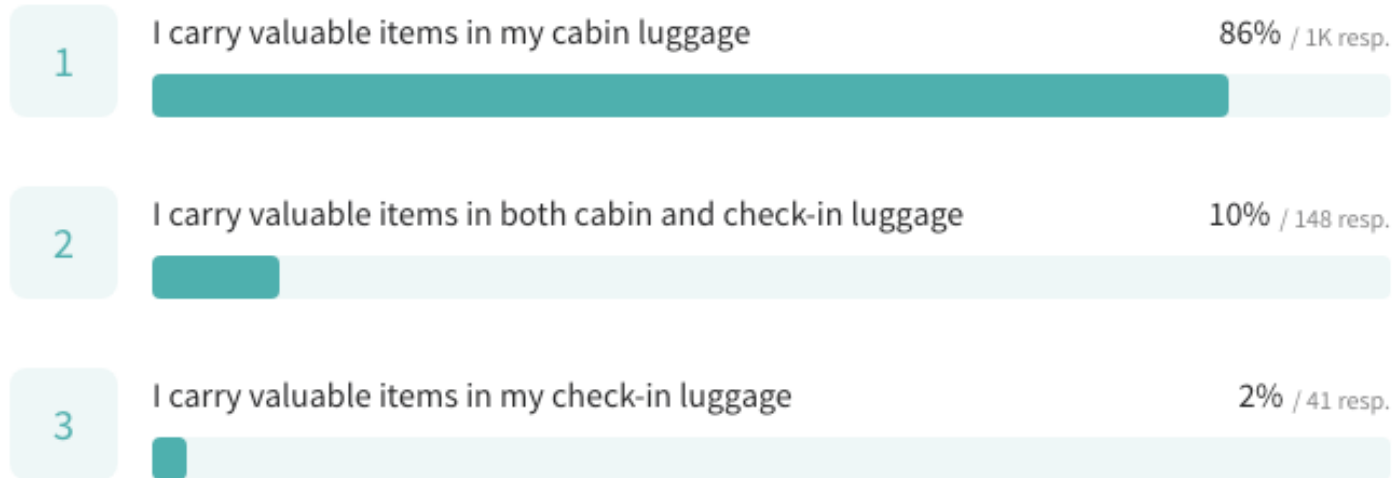 1
I carry valuable items in my cabin luggage 86% / 1K resp.
2
I carry valuable items in both cabin and check-in luggage 10% / 148 resp.
3
I carry valuable items in my check-in luggage 2% / 41 resp.